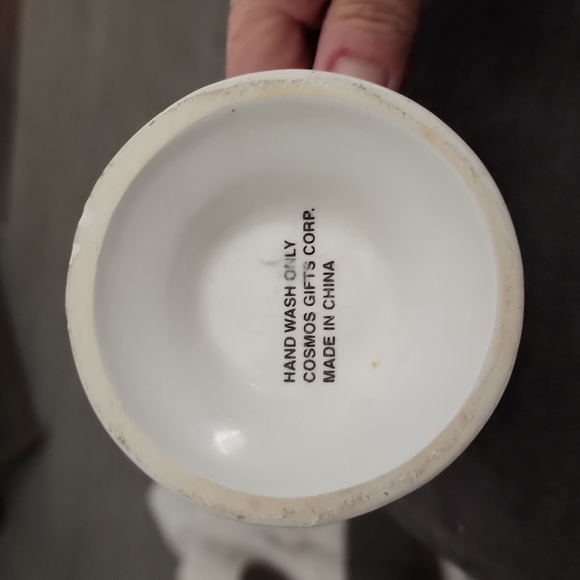 HAND WASH ONLY
COSMOS GIFTS CORP.
MADE IN CHINA